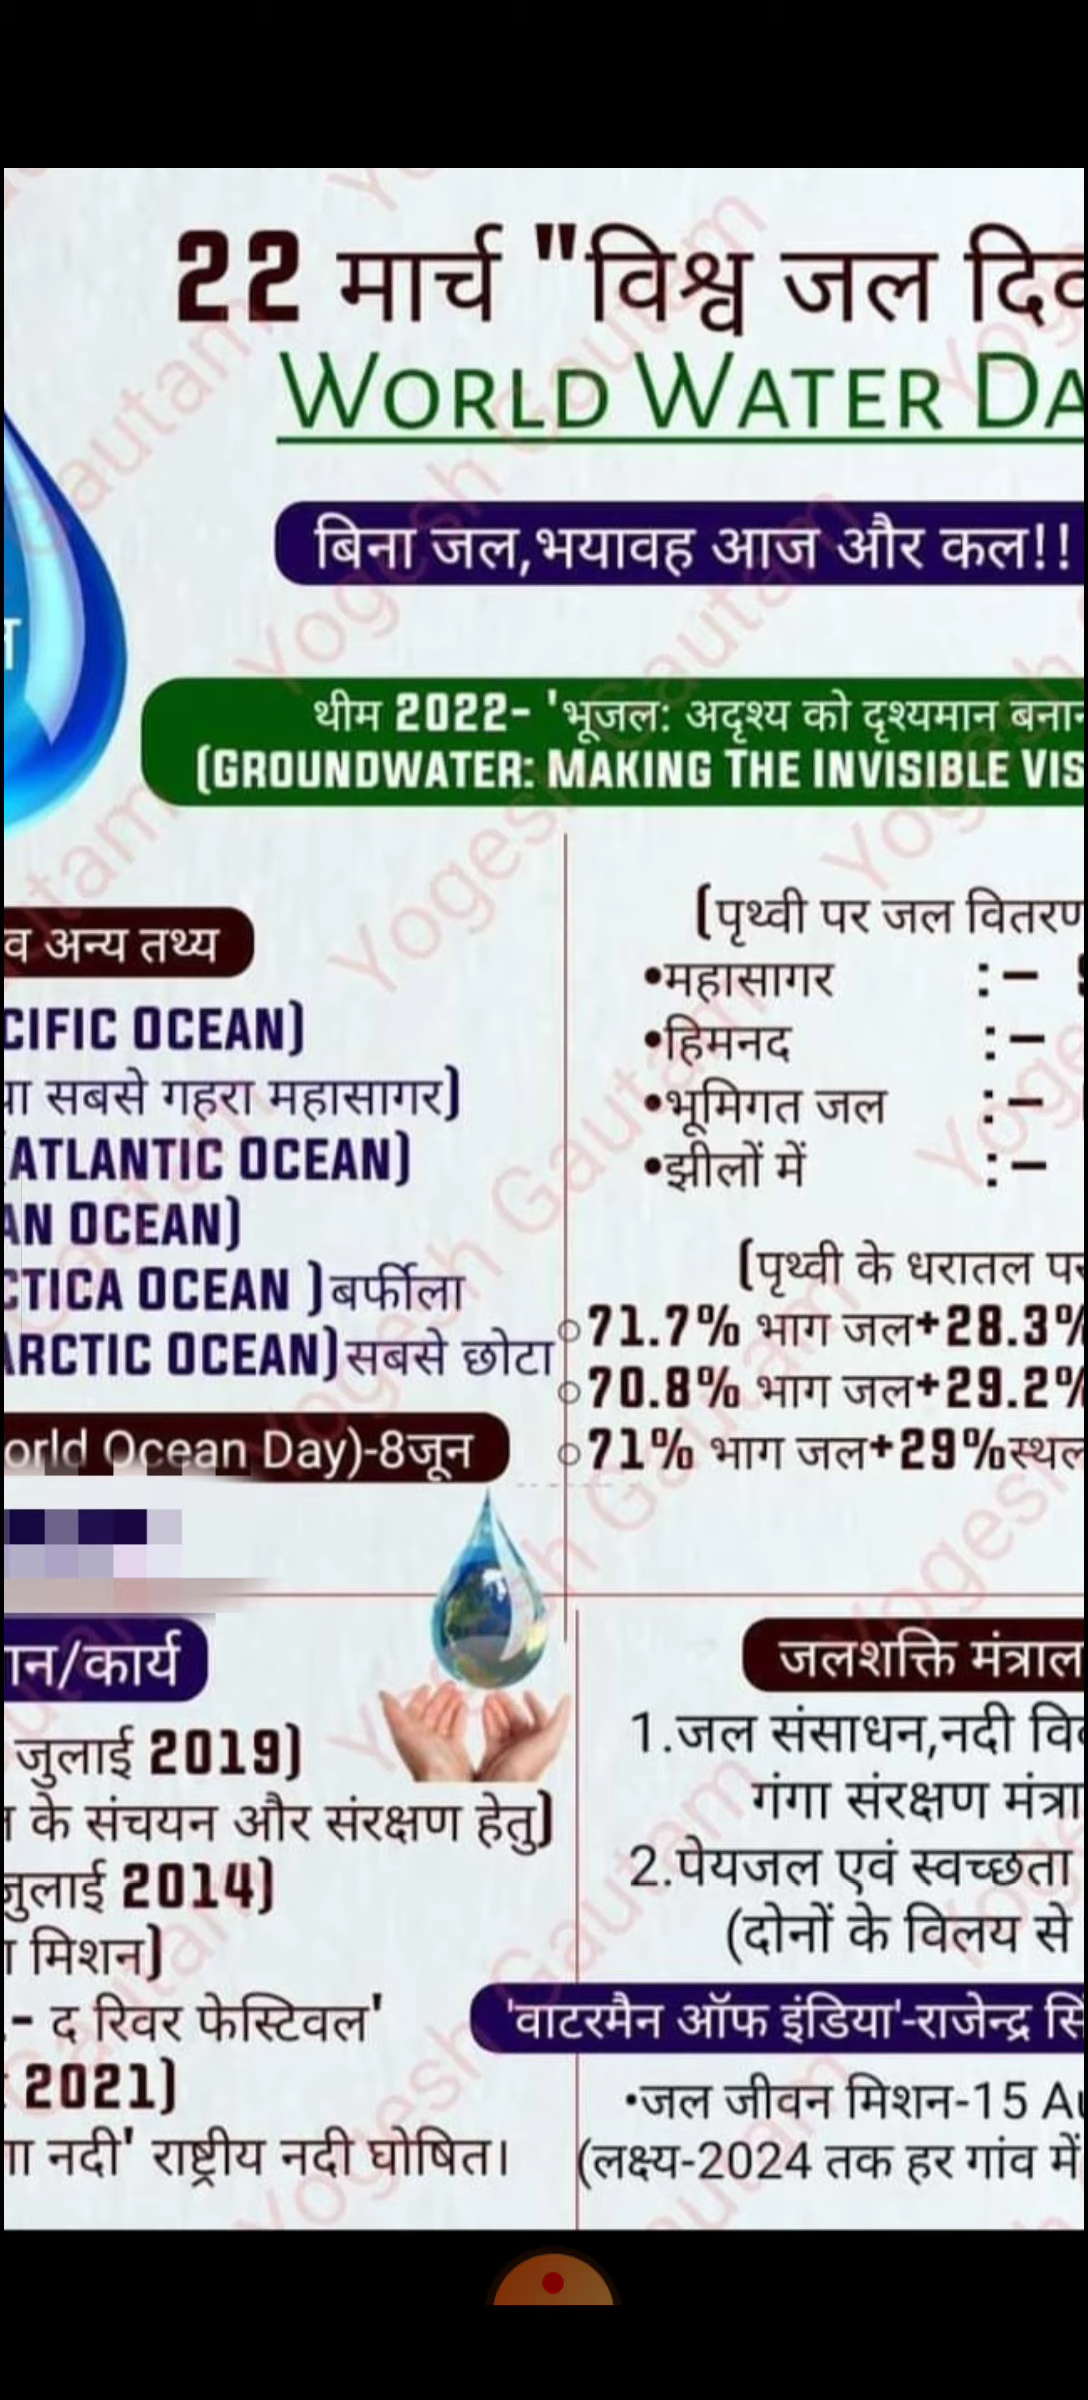 22 मार्च "विश्व जल दिव
WORLD WATER DA
बिना जल,भयावह आज और कल!!
थीम 2022- 'भूजल: अदृश्य को दृश्यमान बना
(GROUNDWATER: MAKING THE INVISIBLE VIS
व अन्य तथ्य
CIFIC OCEAN)
सबसे गहरा महासागर)
(ATLANTIC OCEAN)
AN OCEAN)
CTICA OCEAN )बर्फीला
ARCTIC OCEAN)सबसे छोटा
orld Ocean Day)-8जून
(पृथ्वी पर जल वितरण
•महासागर :-
•हिमनद :-
•भूमिगत जल :-
•झीलों में :-
(पृथ्वी के धरातल पर
○71.7% भाग जल+28.3%
○70.8% भाग जल+29.2%
○71% भाग जल+29%स्थल
ान/कार्य
जुलाई 2019)
के संचयन और संरक्षण हेतु)
जुलाई 2014)
मिशन)
- द रिवर फेस्टिवल'
2021)
नदी' राष्ट्रीय नदी घोषित।
जलशक्ति मंत्राल
1.जल संसाधन,नदी वि
गंगा संरक्षण मंत्रा
2.पेयजल एवं स्वच्छता
(दोनों के विलय से
'वाटरमैन ऑफ इंडिया'-राजेन्द्र सि
•जल जीवन मिशन-15 Au
(लक्ष्य-2024 तक हर गांव में
Yogesh Gautam